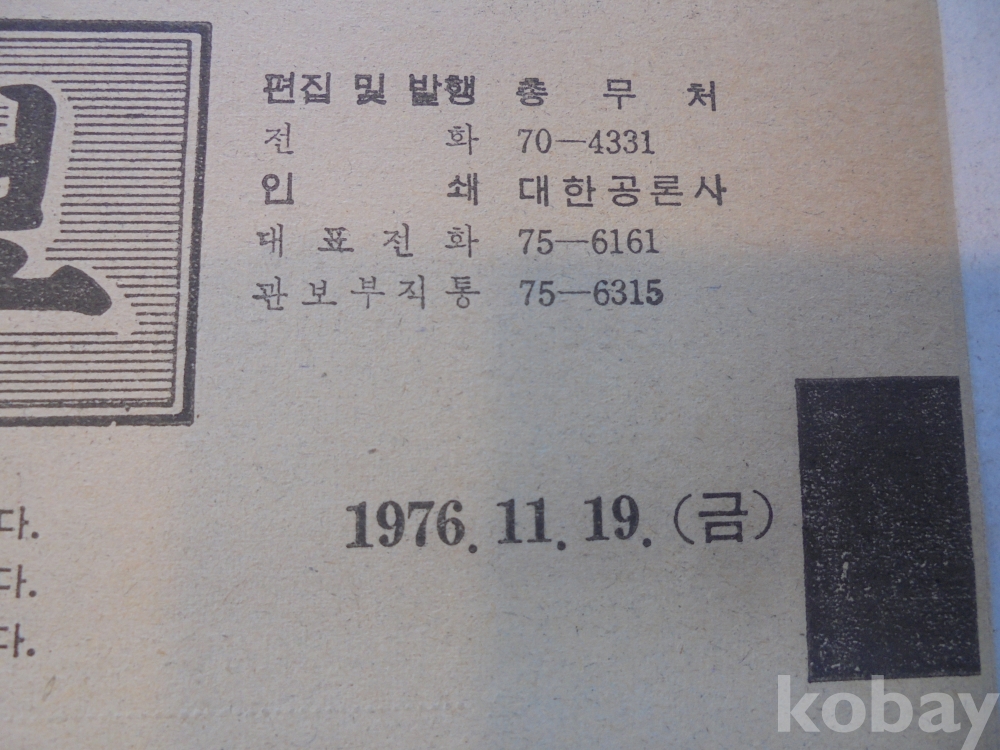 보
편집 및 발행 총 무 처
전 화 70—4331
인 쇄 대한공론사
대 표 전 화 75—6161
관보부직통 75—6315
1976. 11. 19. (금)
다.
다.
다.
kobay